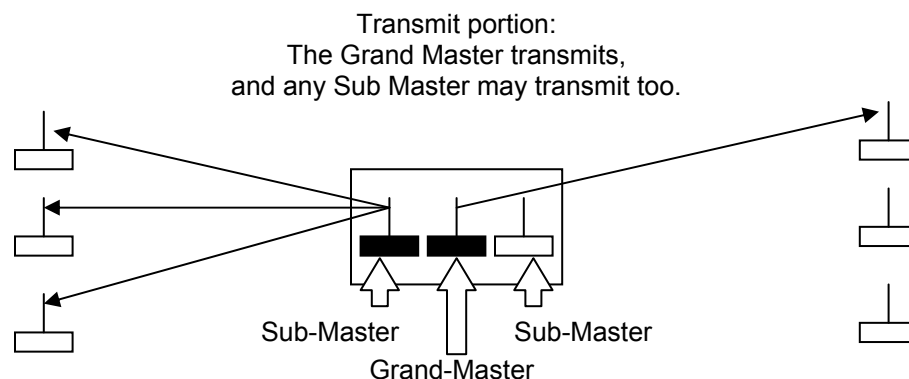 Transmit portion:
The Grand Master transmits,
and any Sub Master may transmit too.
Sub-Master
Sub-Master
Grand-Master